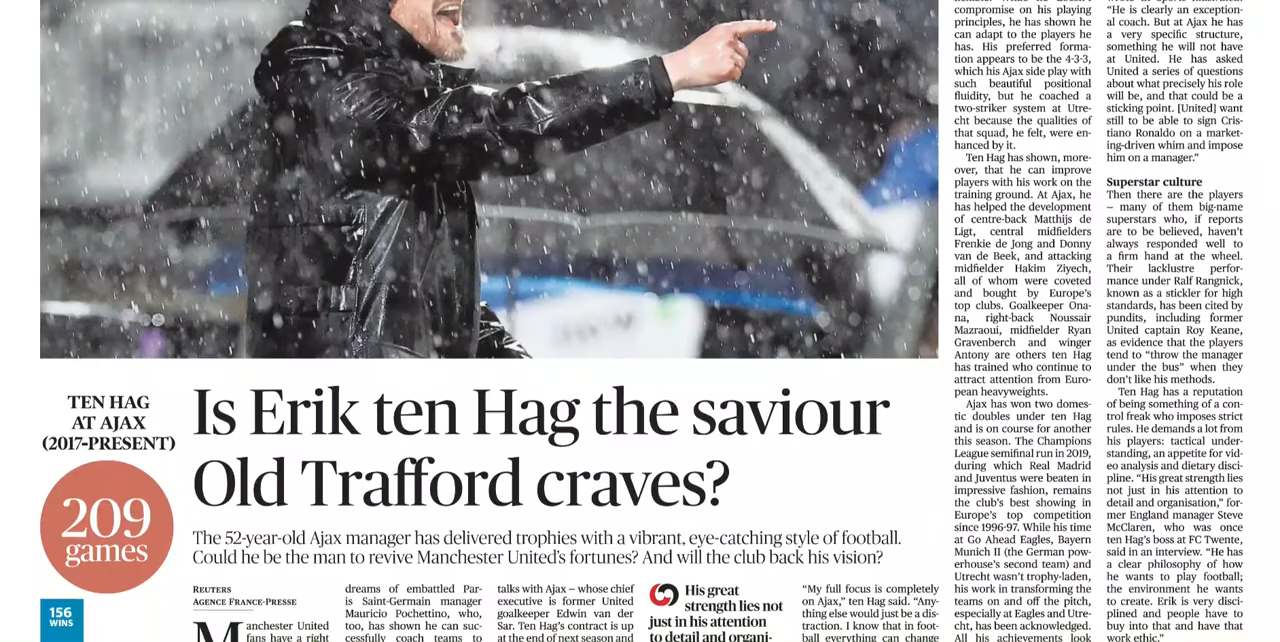 TEN HAG
AT AJAX
(2017-PRESENT)
209
games
156
WINS
Is Erik ten Hag the saviour
Old Trafford craves?
The 52-year-old Ajax manager has delivered trophies with a vibrant, eye-catching style of football.
Could he be the man to revive Manchester United’s fortunes? And will the club back his vision?
REUTERS
AGENCE FRANCE-PRESSE
Manchester United
fans have a right
dreams of embattled Par-
is Saint-Germain manager
Mauricio Pochettino, who,
too, has shown he can suc-
cessfully coach teams to
talks with Ajax — whose chief
executive is former United
goalkeeper Edwin van der
Sar. Ten Hag’s contract is up
at the end of next season and
His great
strength lies not
just in his attention
to detail and organi-
“My full focus is completely
on Ajax,” ten Hag said. “Any-
thing else would just be a dis-
traction. I know that in foot-
ball everything can change
compromise on his playing
principles, he has shown he
can adapt to the players he
has. His preferred forma-
tion appears to be the 4-3-3,
which his Ajax side play with
such beautiful positional
fluidity, but he coached a
two-striker system at Utre-
cht because the qualities of
that squad, he felt, were en-
hanced by it.
Ten Hag has shown, more-
over, that he can improve
players with his work on the
training ground. At Ajax, he
has helped the development
of centre-back Matthijs de
Ligt, central midfielders
Frenkie de Jong and Donny
van de Beek, and attacking
midfielder Hakim Ziyech,
all of whom were coveted
and bought by Europe’s
top clubs. Goalkeeper Ona-
na, right-back Noussair
Mazraoui, midfielder Ryan
Gravenberch and winger
Antony are others ten Hag
has trained who continue to
attract attention from Euro-
pean heavyweights.
Ajax has won two domes-
tic doubles under ten Hag
and is on course for another
this season. The Champions
League semifinal run in 2019,
during which Real Madrid
and Juventus were beaten in
impressive fashion, remains
the club’s best showing in
Europe’s top competition
since 1996-97. While his time
at Go Ahead Eagles, Bayern
Munich II (the German pow-
erhouse’s second team) and
Utrecht wasn’t trophy-laden,
his work in transforming the
teams on and off the pitch,
especially at Eagles and Utre-
cht, has been acknowledged.
All his achievements look
“He is clearly an exception-
al coach. But at Ajax he has
a very specific structure,
something he will not have
at United. He has asked
United a series of questions
about what precisely his role
will be, and that could be a
sticking point. [United] want
still to be able to sign Cris-
tiano Ronaldo on a market-
ing-driven whim and impose
him on a manager.”
Superstar culture
Then there are the players
— many of them big-name
superstars who, if reports
are to be believed, haven’t
always responded well to
a firm hand at the wheel.
Their lacklustre perfor-
mance under Ralf Rangnick,
known as a stickler for high
standards, has been cited by
pundits, including former
United captain Roy Keane,
as evidence that the players
tend to “throw the manager
under the bus” when they
don’t like his methods.
Ten Hag has a reputation
of being something of a con-
trol freak who imposes strict
rules. He demands a lot from
his players: tactical under-
standing, an appetite for vid-
eo analysis and dietary disci-
pline. “His great strength lies
not just in his attention to
detail and organisation,” for-
mer England manager Steve
McClaren, who was once
ten Hag’s boss at FC Twente,
said in an interview. “He has
a clear philosophy of how
he wants to play football;
the environment he wants
to create. Erik is very disci-
plined and people have to
buy into that and have that
work ethic.”